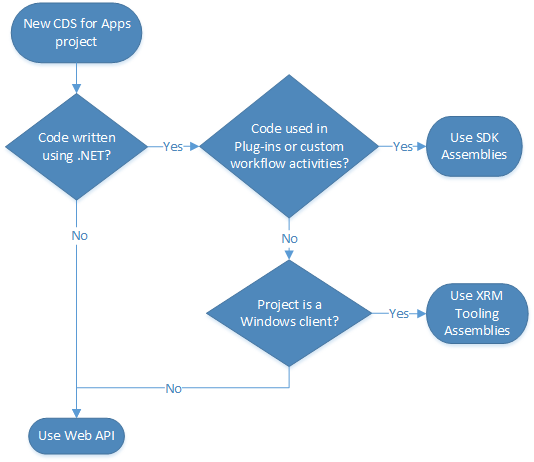 New CDS for Apps
project
Code written
using .NET?
Yes
Code used in
Plug-ins or custom
workflow activities?
Yes
Use SDK
Assemblies
No
No
Project is a
Windows client?
Yes
Use XRM
Tooling
Assemblies
No
Use Web API